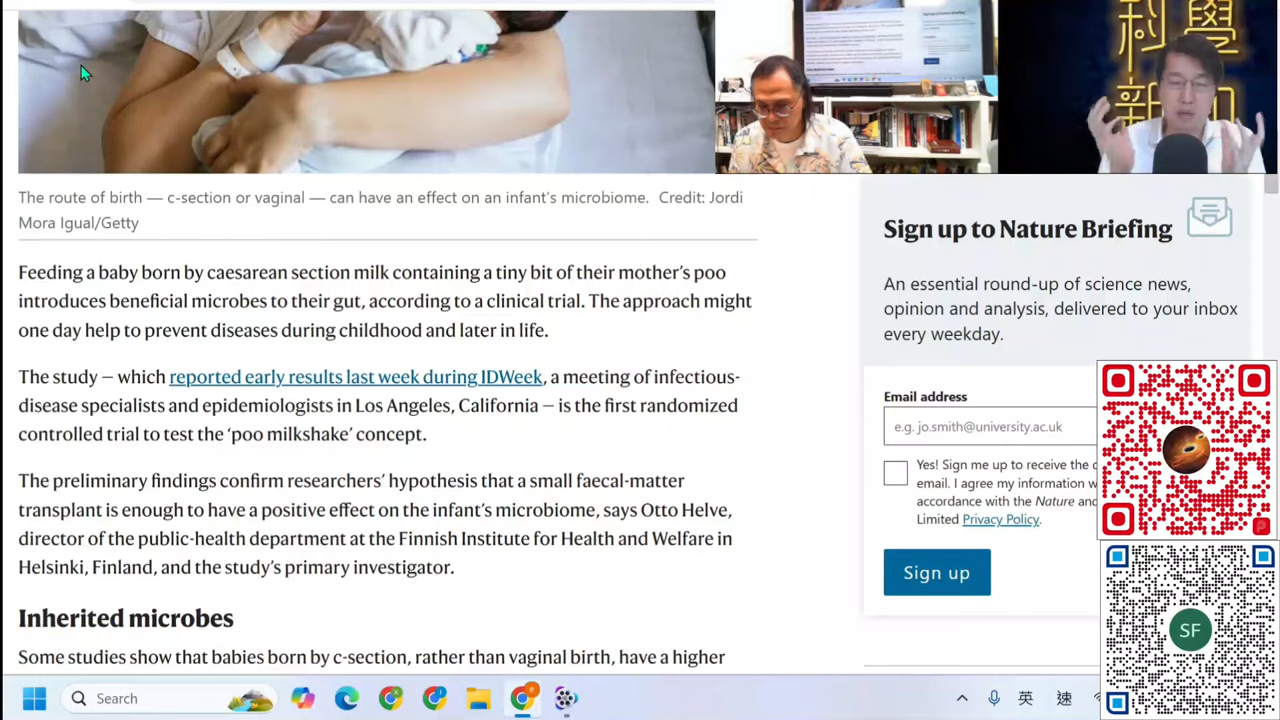 科學
新知
The route of birth — c-section or vaginal — can have an effect on an infant’s microbiome.  Credit: Jordi
Mora Igual/Getty
Feeding a baby born by caesarean section milk containing a tiny bit of their mother’s poo
introduces beneficial microbes to their gut, according to a clinical trial. The approach might
one day help to prevent diseases during childhood and later in life.
The study — which reported early results last week during IDWeek, a meeting of infectious-
disease specialists and epidemiologists in Los Angeles, California — is the first randomized
controlled trial to test the ‘poo milkshake’ concept.
The preliminary findings confirm researchers’ hypothesis that a small faecal-matter
transplant is enough to have a positive effect on the infant’s microbiome, says Otto Helve,
director of the public-health department at the Finnish Institute for Health and Welfare in
Helsinki, Finland, and the study’s primary investigator.
Inherited microbes
Some studies show that babies born by c-section, rather than vaginal birth, have a higher
Sign up to Nature Briefing
An essential round-up of science news,
opinion and analysis, delivered to your inbox
every weekday.
Email address
e.g. jo.smith@university.ac.uk
Yes! Sign me up to receive the
email. I agree my information
accordance with the Nature and
Limited Privacy Policy.
Sign up
SF
Search
英
速